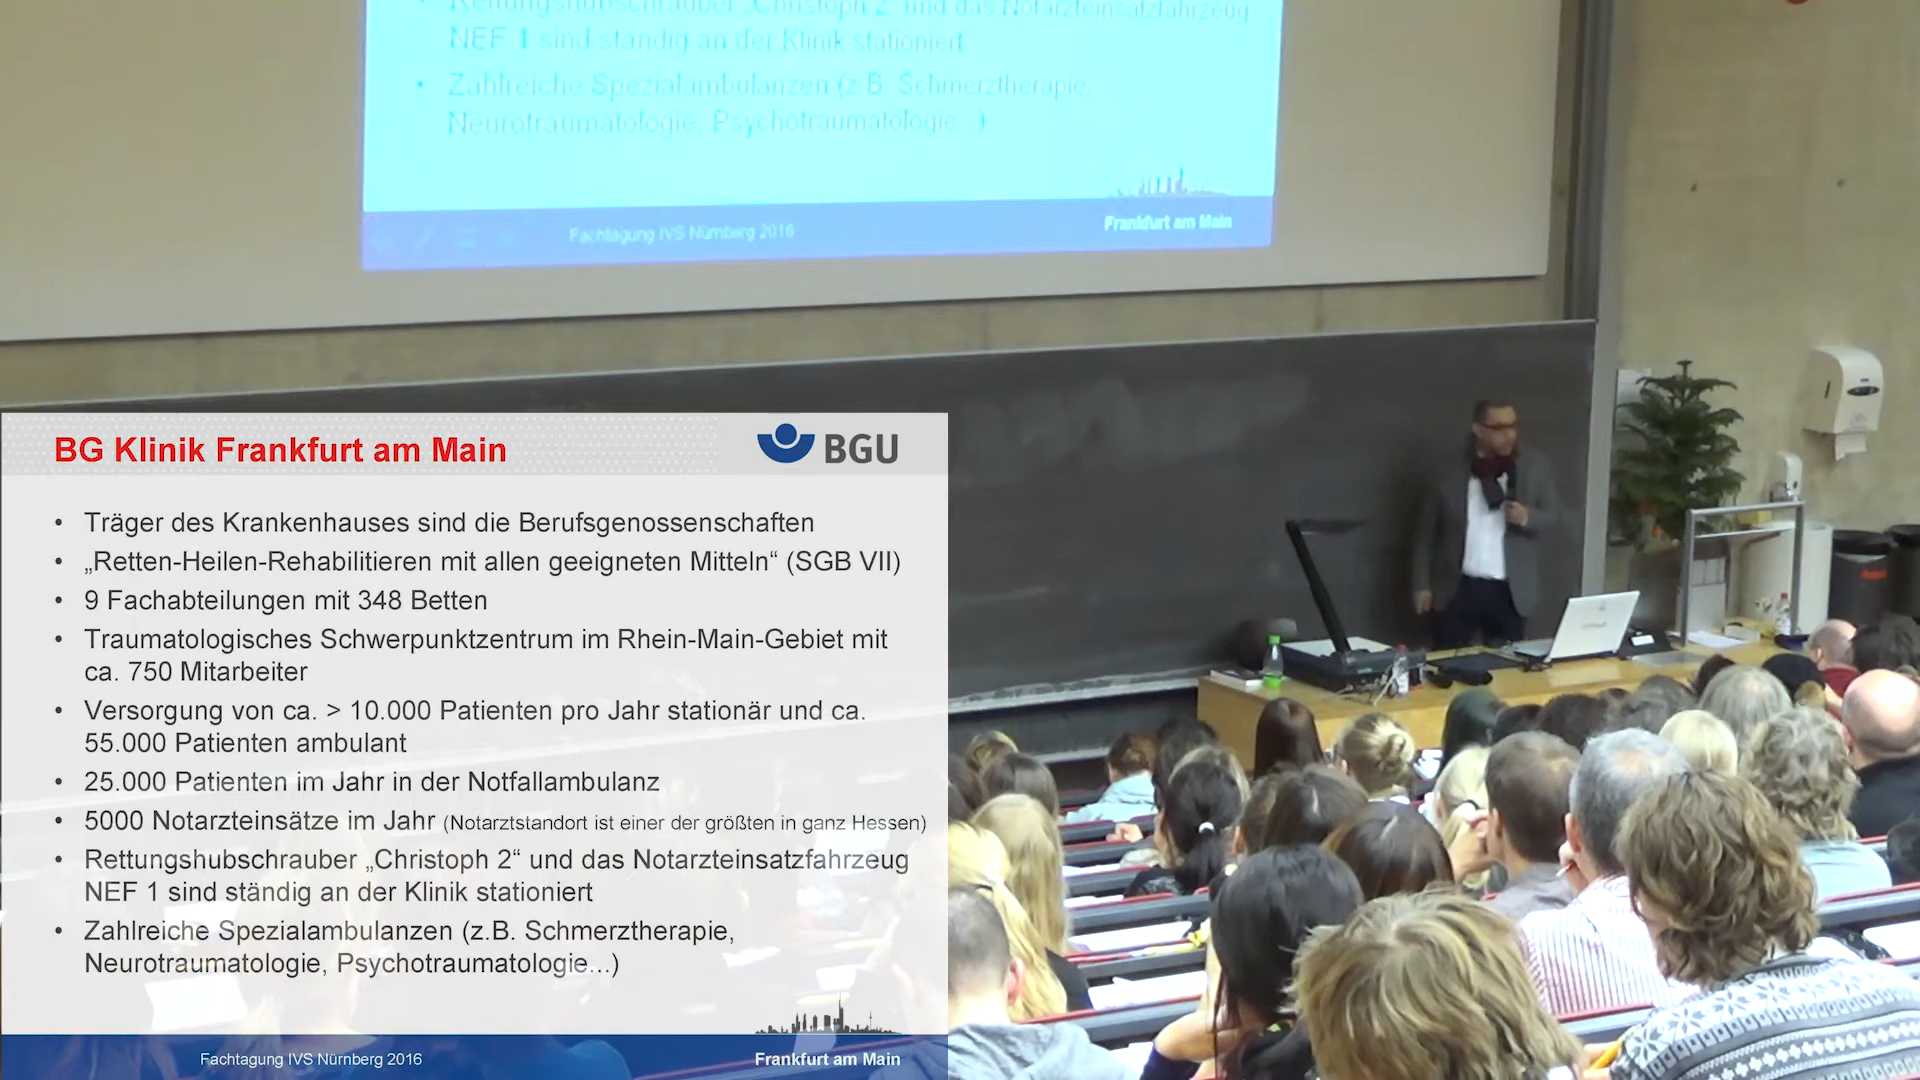 Rettungshubschrauber „Christoph 2“ und das Notarzteinsatzfahrzeug
NEF 1 sind ständig an der Klinik stationiert
• Zahlreiche Spezialambulanzen (z.B. Schmerztherapie,
Neurotraumatologie, Psychotraumatologie...)
Fachtagung IVS Nürnberg 2016
Frankfurt am Main
BG Klinik Frankfurt am Main
BGU
• Träger des Krankenhauses sind die Berufsgenossenschaften
• „Retten-Heilen-Rehabilitieren mit allen geeigneten Mitteln“ (SGB VII)
• 9 Fachabteilungen mit 348 Betten
• Traumatologisches Schwerpunktzentrum im Rhein-Main-Gebiet mit
ca. 750 Mitarbeiter
• Versorgung von ca. > 10.000 Patienten pro Jahr stationär und ca.
55.000 Patienten ambulant
• 25.000 Patienten im Jahr in der Notfallambulanz
• 5000 Notarzteinsätze im Jahr (Notarztstandort ist einer der größten in ganz Hessen)
• Rettungshubschrauber „Christoph 2“ und das Notarzteinsatzfahrzeug
NEF 1 sind ständig an der Klinik stationiert
• Zahlreiche Spezialambulanzen (z.B. Schmerztherapie,
Neurotraumatologie, Psychotraumatologie...)
Fachtagung IVS Nürnberg 2016
Frankfurt am Main